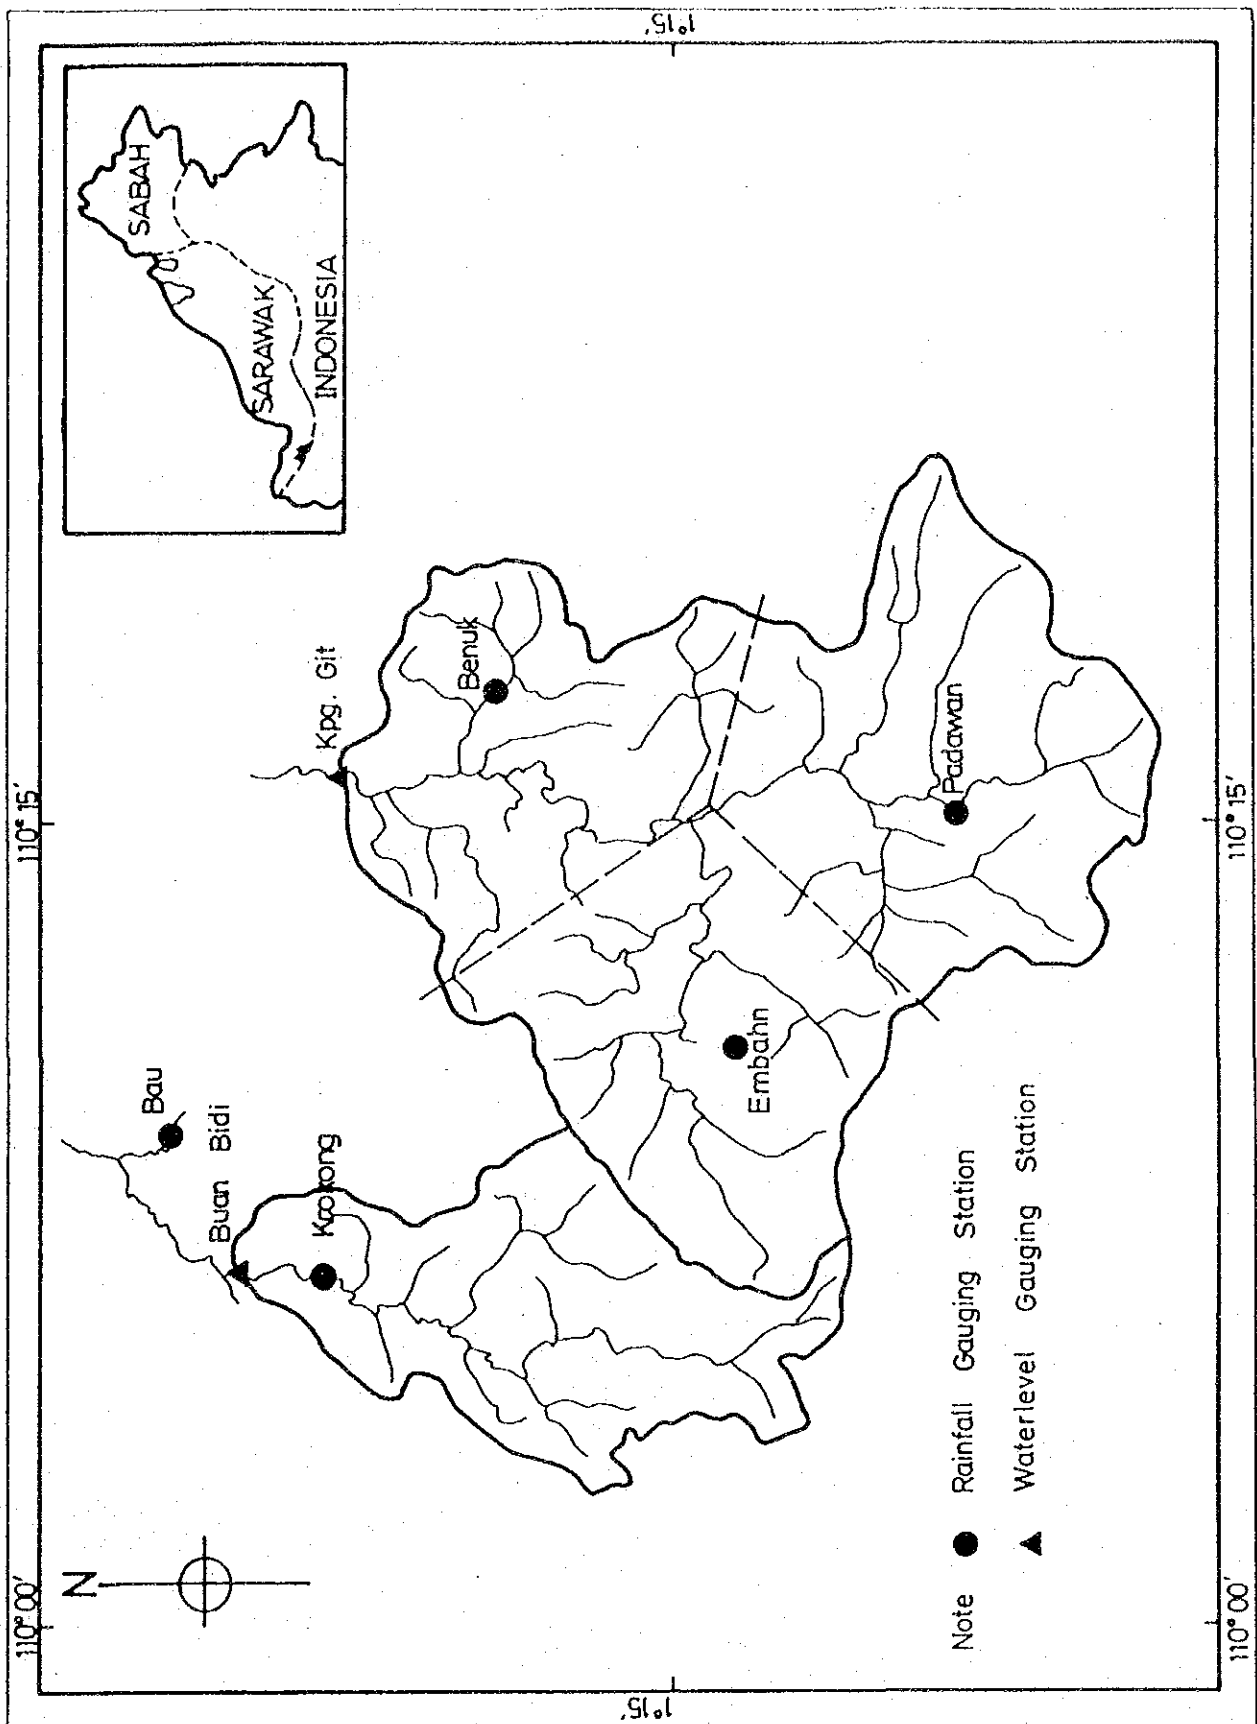 110° 00'
110° 15'
1° 15'
1° 15'
N
SABAH
SARAWAK
INDONESIA
Bau
Buan Bidi
Krokong
Kpg. Git
Benuk
Embahn
Padawan
Note ● Rainfall Gauging Station
▲ Waterlevel Gauging Station
110° 00'
110° 15'